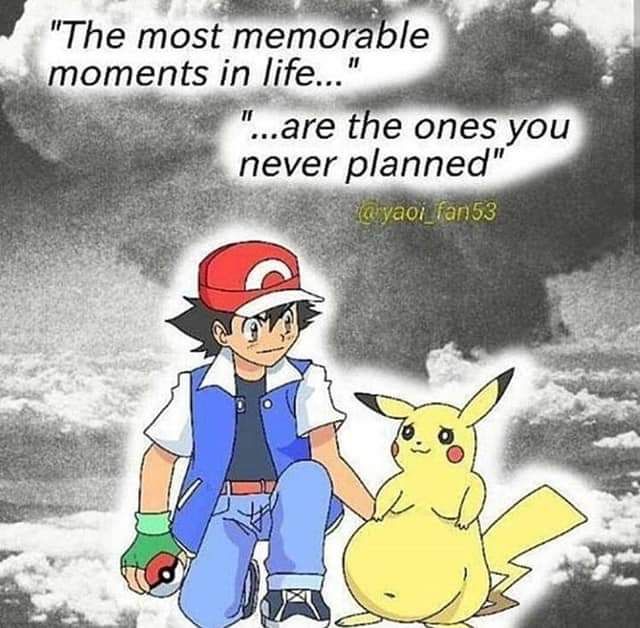 "The most memorable
moments in life..."
"...are the ones you
never planned"
@yaoi_fan53